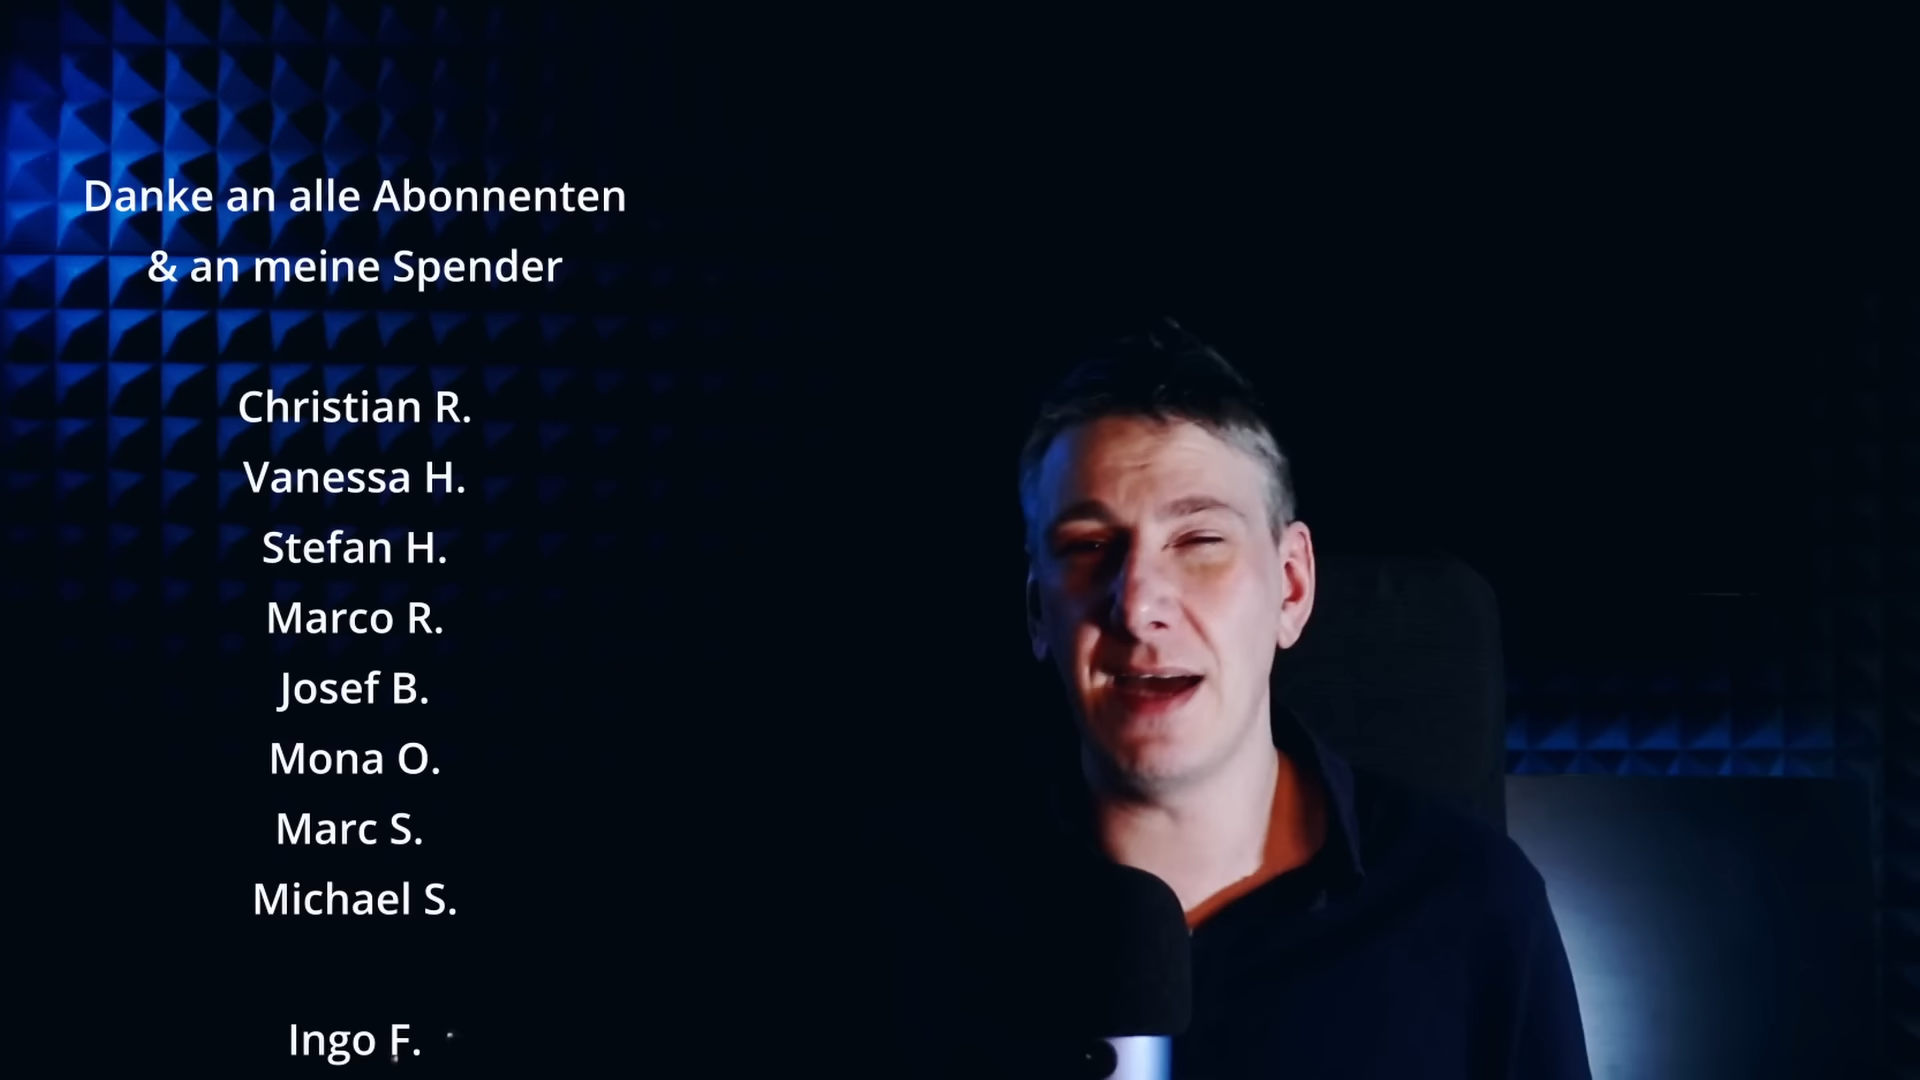 Danke an alle Abonnenten
& an meine Spender
Christian R.
Vanessa H.
Stefan H.
Marco R.
Josef B.
Mona O.
Marc S.
Michael S.
Ingo F.